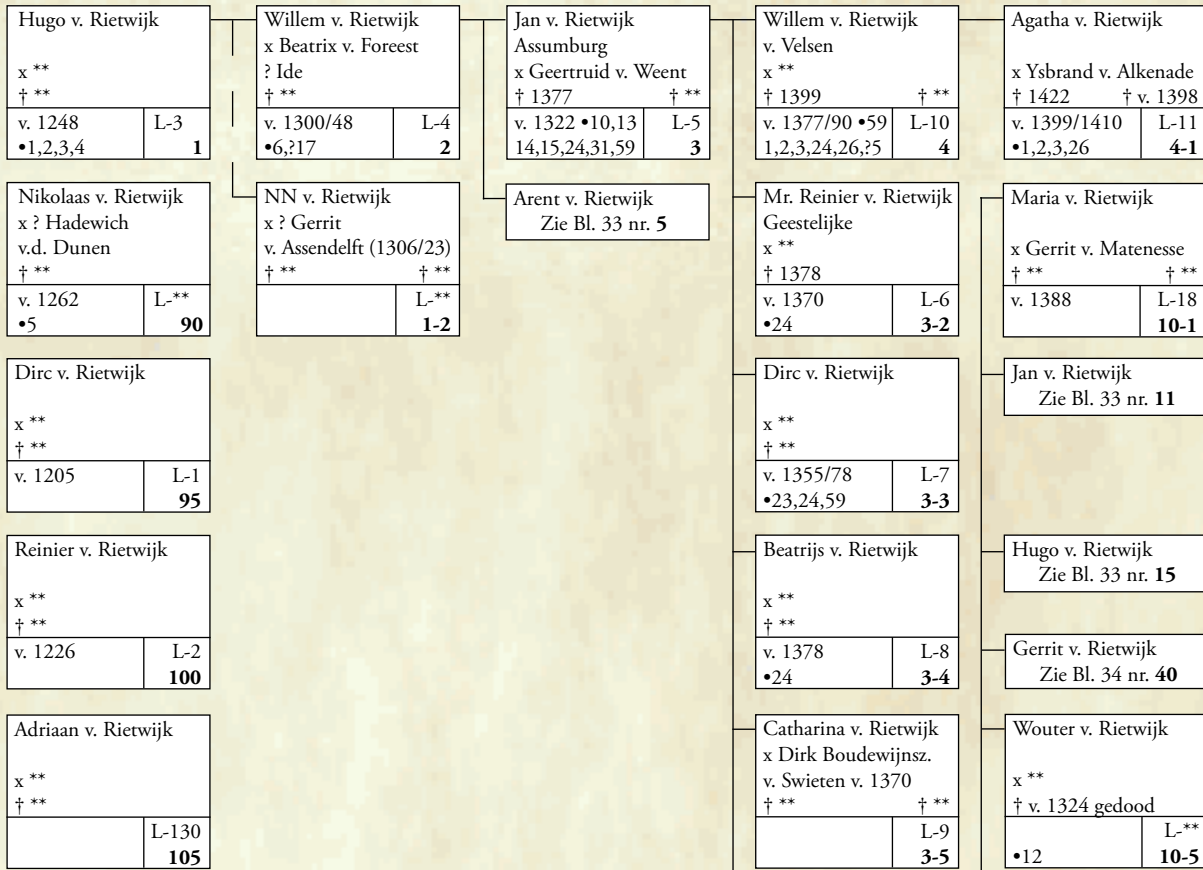 Hugo v. Rietwijk
x **
† **
v. 1248 L-3
•1,2,3,4 1
Nikolaas v. Rietwijk
x ? Hadewich
v.d. Dunen
† **
v. 1262 L-**
•5 90
Dirc v. Rietwijk
x **
† **
v. 1205 L-1
95
Reinier v. Rietwijk
x **
† **
v. 1226 L-2
100
Adriaan v. Rietwijk
x **
† **
L-130
105
Willem v. Rietwijk
x Beatrix v. Foreest
? Ide
† **
v. 1300/48 L-4
•6,?17 2
NN v. Rietwijk
x ? Gerrit
v. Assendelft (1306/23)
† ** † **
L-**
1-2
Jan v. Rietwijk
Assumburg
x Geertruid v. Weent
† 1377 † **
v. 1322 •10,13 L-5
14,15,24,31,59 3
Arent v. Rietwijk
Zie Bl. 33 nr. 5
Willem v. Rietwijk
v. Velsen
x **
† 1399 † **
v. 1377/90 •59 L-10
1,2,3,24,26,?5 4
Mr. Reinier v. Rietwijk
Geestelijke
x **
† 1378
v. 1370 L-6
•24 3-2
Dirc v. Rietwijk
x **
† **
v. 1355/78 L-7
•23,24,59 3-3
Beatrijs v. Rietwijk
x **
† **
v. 1378 L-8
•24 3-4
Catharina v. Rietwijk
x Dirk Boudewijnsz.
v. Swieten v. 1370
† ** † **
L-9
3-5
Agatha v. Rietwijk
x Ysbrand v. Alkenade
† 1422 † v. 1398
v. 1399/1410 L-11
•1,2,3,26 4-1
Maria v. Rietwijk
x Gerrit v. Matenesse
† ** † **
v. 1388 L-18
10-1
Jan v. Rietwijk
Zie Bl. 33 nr. 11
Hugo v. Rietwijk
Zie Bl. 33 nr. 15
Gerrit v. Rietwijk
Zie Bl. 34 nr. 40
Wouter v. Rietwijk
x **
† v. 1324 gedood
L-**
•12 10-5